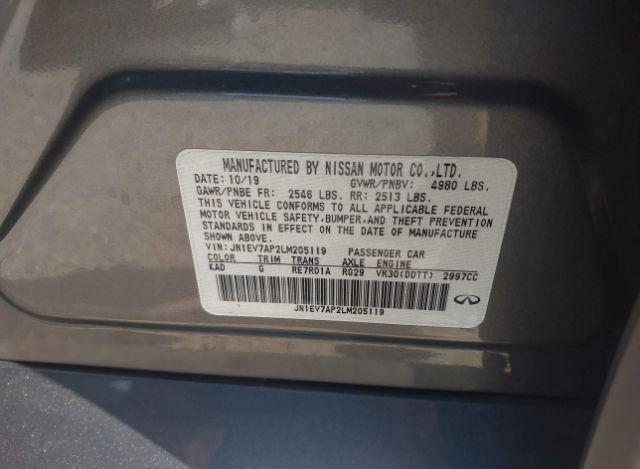 MANUFACTURED BY NISSAN MOTOR CO.,LTD.
DATE: 10/19 GVWR/PNBV: 4980 LBS.
GAWR/PNBE FR: 2546 LBS. RR: 2513 LBS.
THIS VEHICLE CONFORMS TO ALL APPLICABLE FEDERAL
MOTOR VEHICLE SAFETY,BUMPER,AND THEFT PREVENTION
STANDARDS IN EFFECT ON THE DATE OF MANUFACTURE
SHOWN ABOVE.
VIN: JN1EV7AP2LM205119 PASSENGER CAR
COLOR TRIM TRANS AXLE ENGINE
KAD G RE7R01A RG29 VR30(DDTT) 2997CC
JN1EV7AP2LM205119